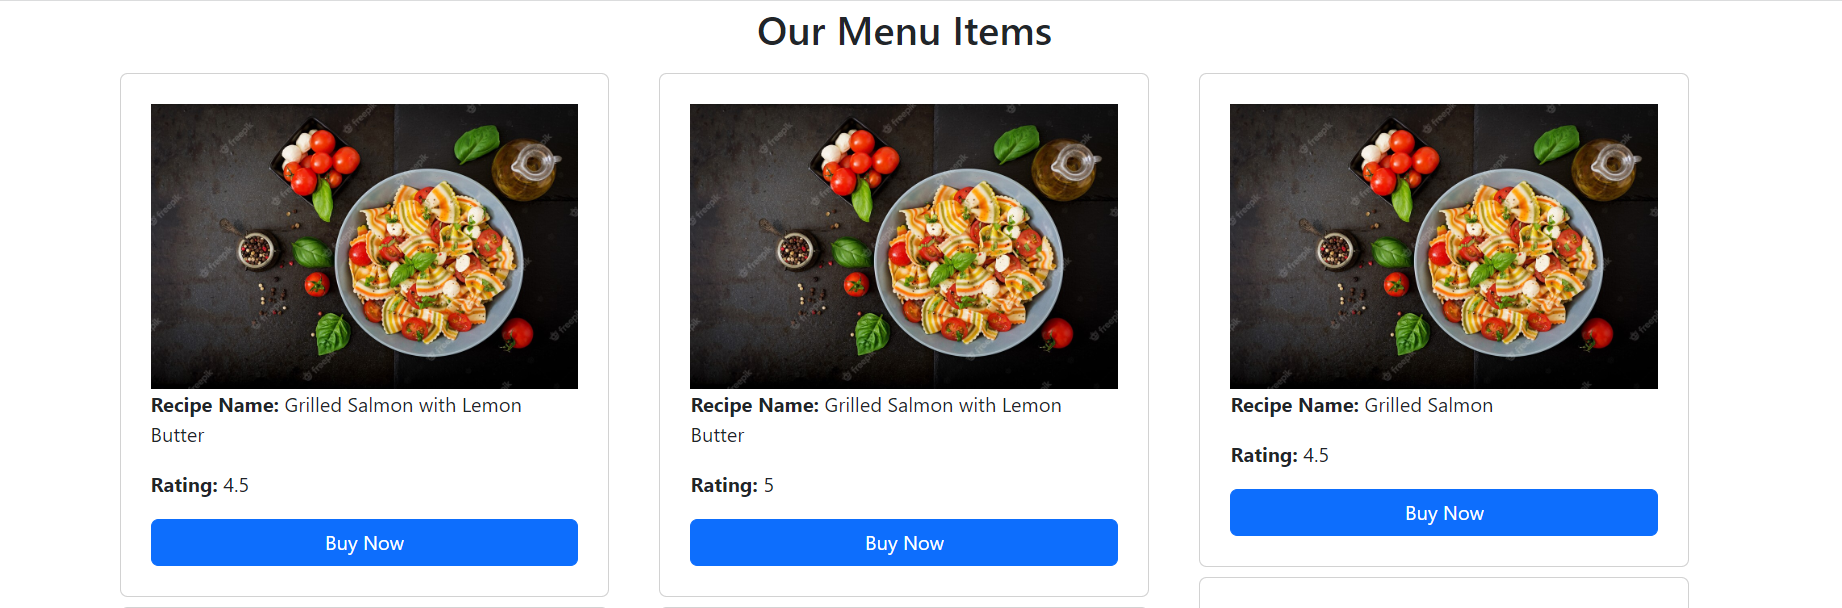 Our Menu Items
Recipe Name: Grilled Salmon with Lemon
Butter
Rating: 4.5
Buy Now
Recipe Name: Grilled Salmon with Lemon
Butter
Rating: 5
Buy Now
Recipe Name: Grilled Salmon
Rating: 4.5
Buy Now